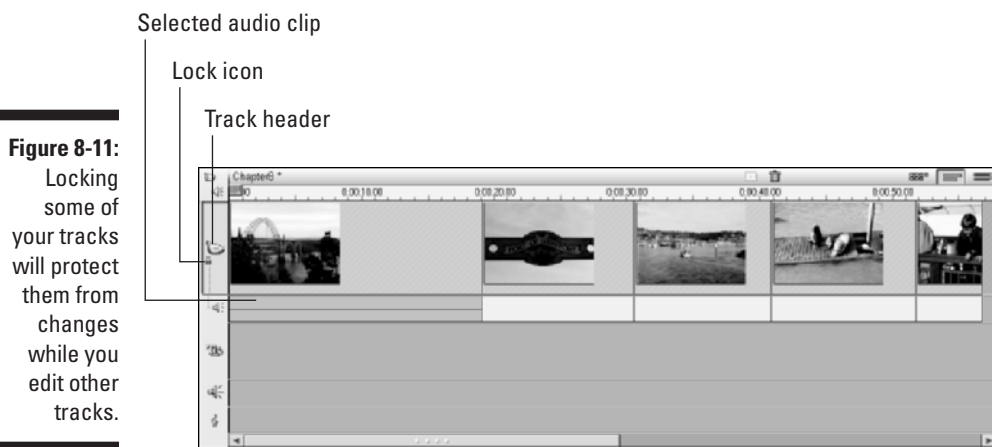 Selected audio clip
Lock icon
Track header
Figure 8-11:
Locking
some of
your tracks
will protect
them from
changes
while you
edit other
tracks.
0:00:10:00 0:00:20:00 0:00:30:00 0:00:40:00 0:00:50:00